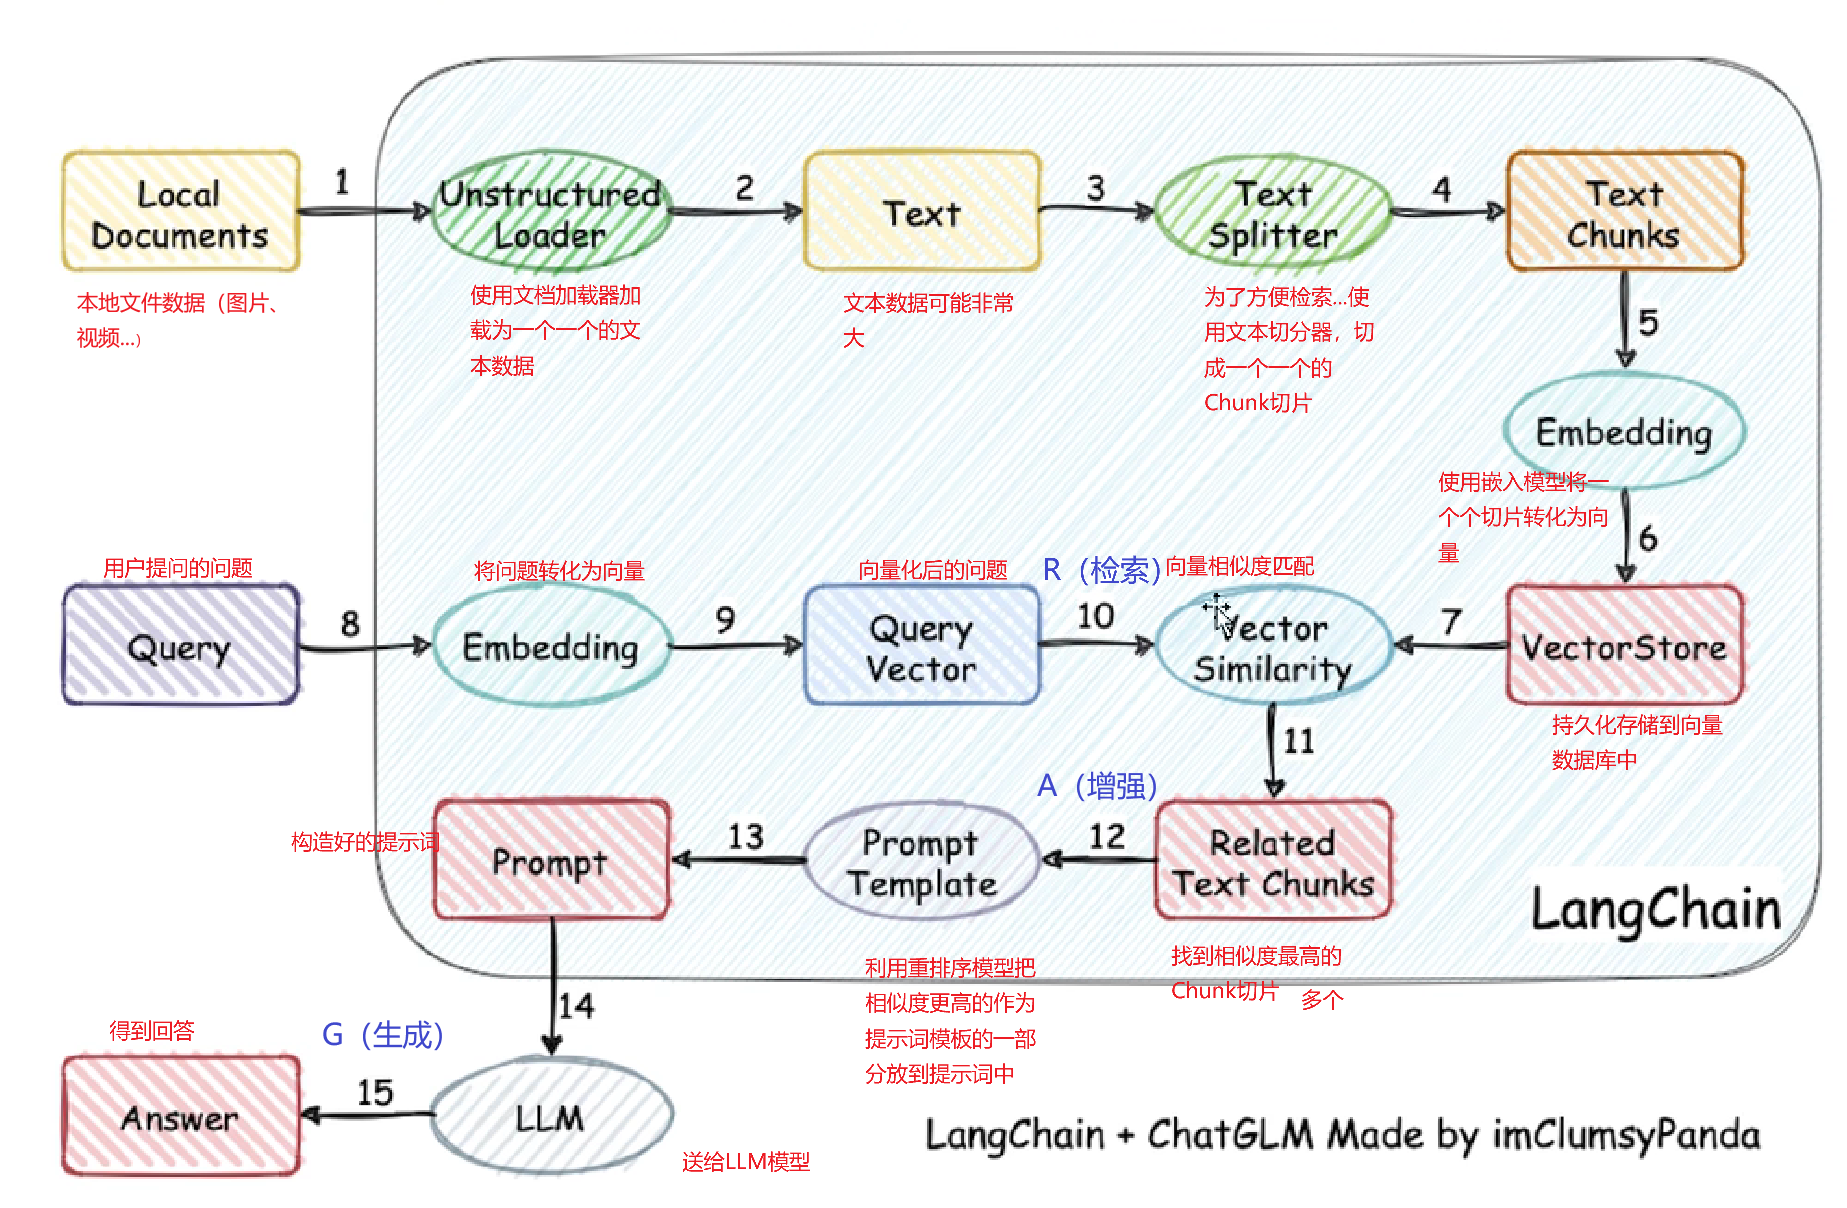 Local
Documents
1
Unstructured
Loader
2
Text
3
Text
Splitter
4
Text
Chunks
本地文件数据（图片、
视频...）
使用文档加载器加
载为一个一个的文
本数据
文本数据可能非常
大
为了方便检索...使
用文本切分器，切
成一个一个的
Chunk切片
5
Embedding
使用嵌入模型将一
个个切片转化为向
量
6
用户提问的问题
将问题转化为向量
向量化后的问题
R（检索）
向量相似度匹配
Query
8
Embedding
9
Query
Vector
10
Vector
Similarity
7
VectorStore
持久化存储到向量
数据库中
11
A（增强）
构造好的提示词
Prompt
13
Prompt
Template
12
Related
Text Chunks
LangChain
利用重排序模型把
相似度更高的作为
提示词模板的一部
分放到提示词中
找到相似度最高的
Chunk切片
多个
14
得到回答
G（生成）
Answer
15
LLM
送给LLM模型
LangChain + ChatGLM Made by imClumsyPanda